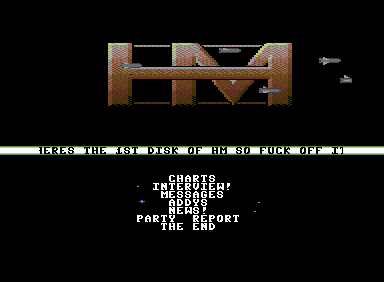 HM
HERES THE 1ST DISK OF HM SO FUCK OFF IT
CHARTS
INTERVIEW!
MESSAGES
ADDYS
NEWS!
PARTY REPORT
THE END